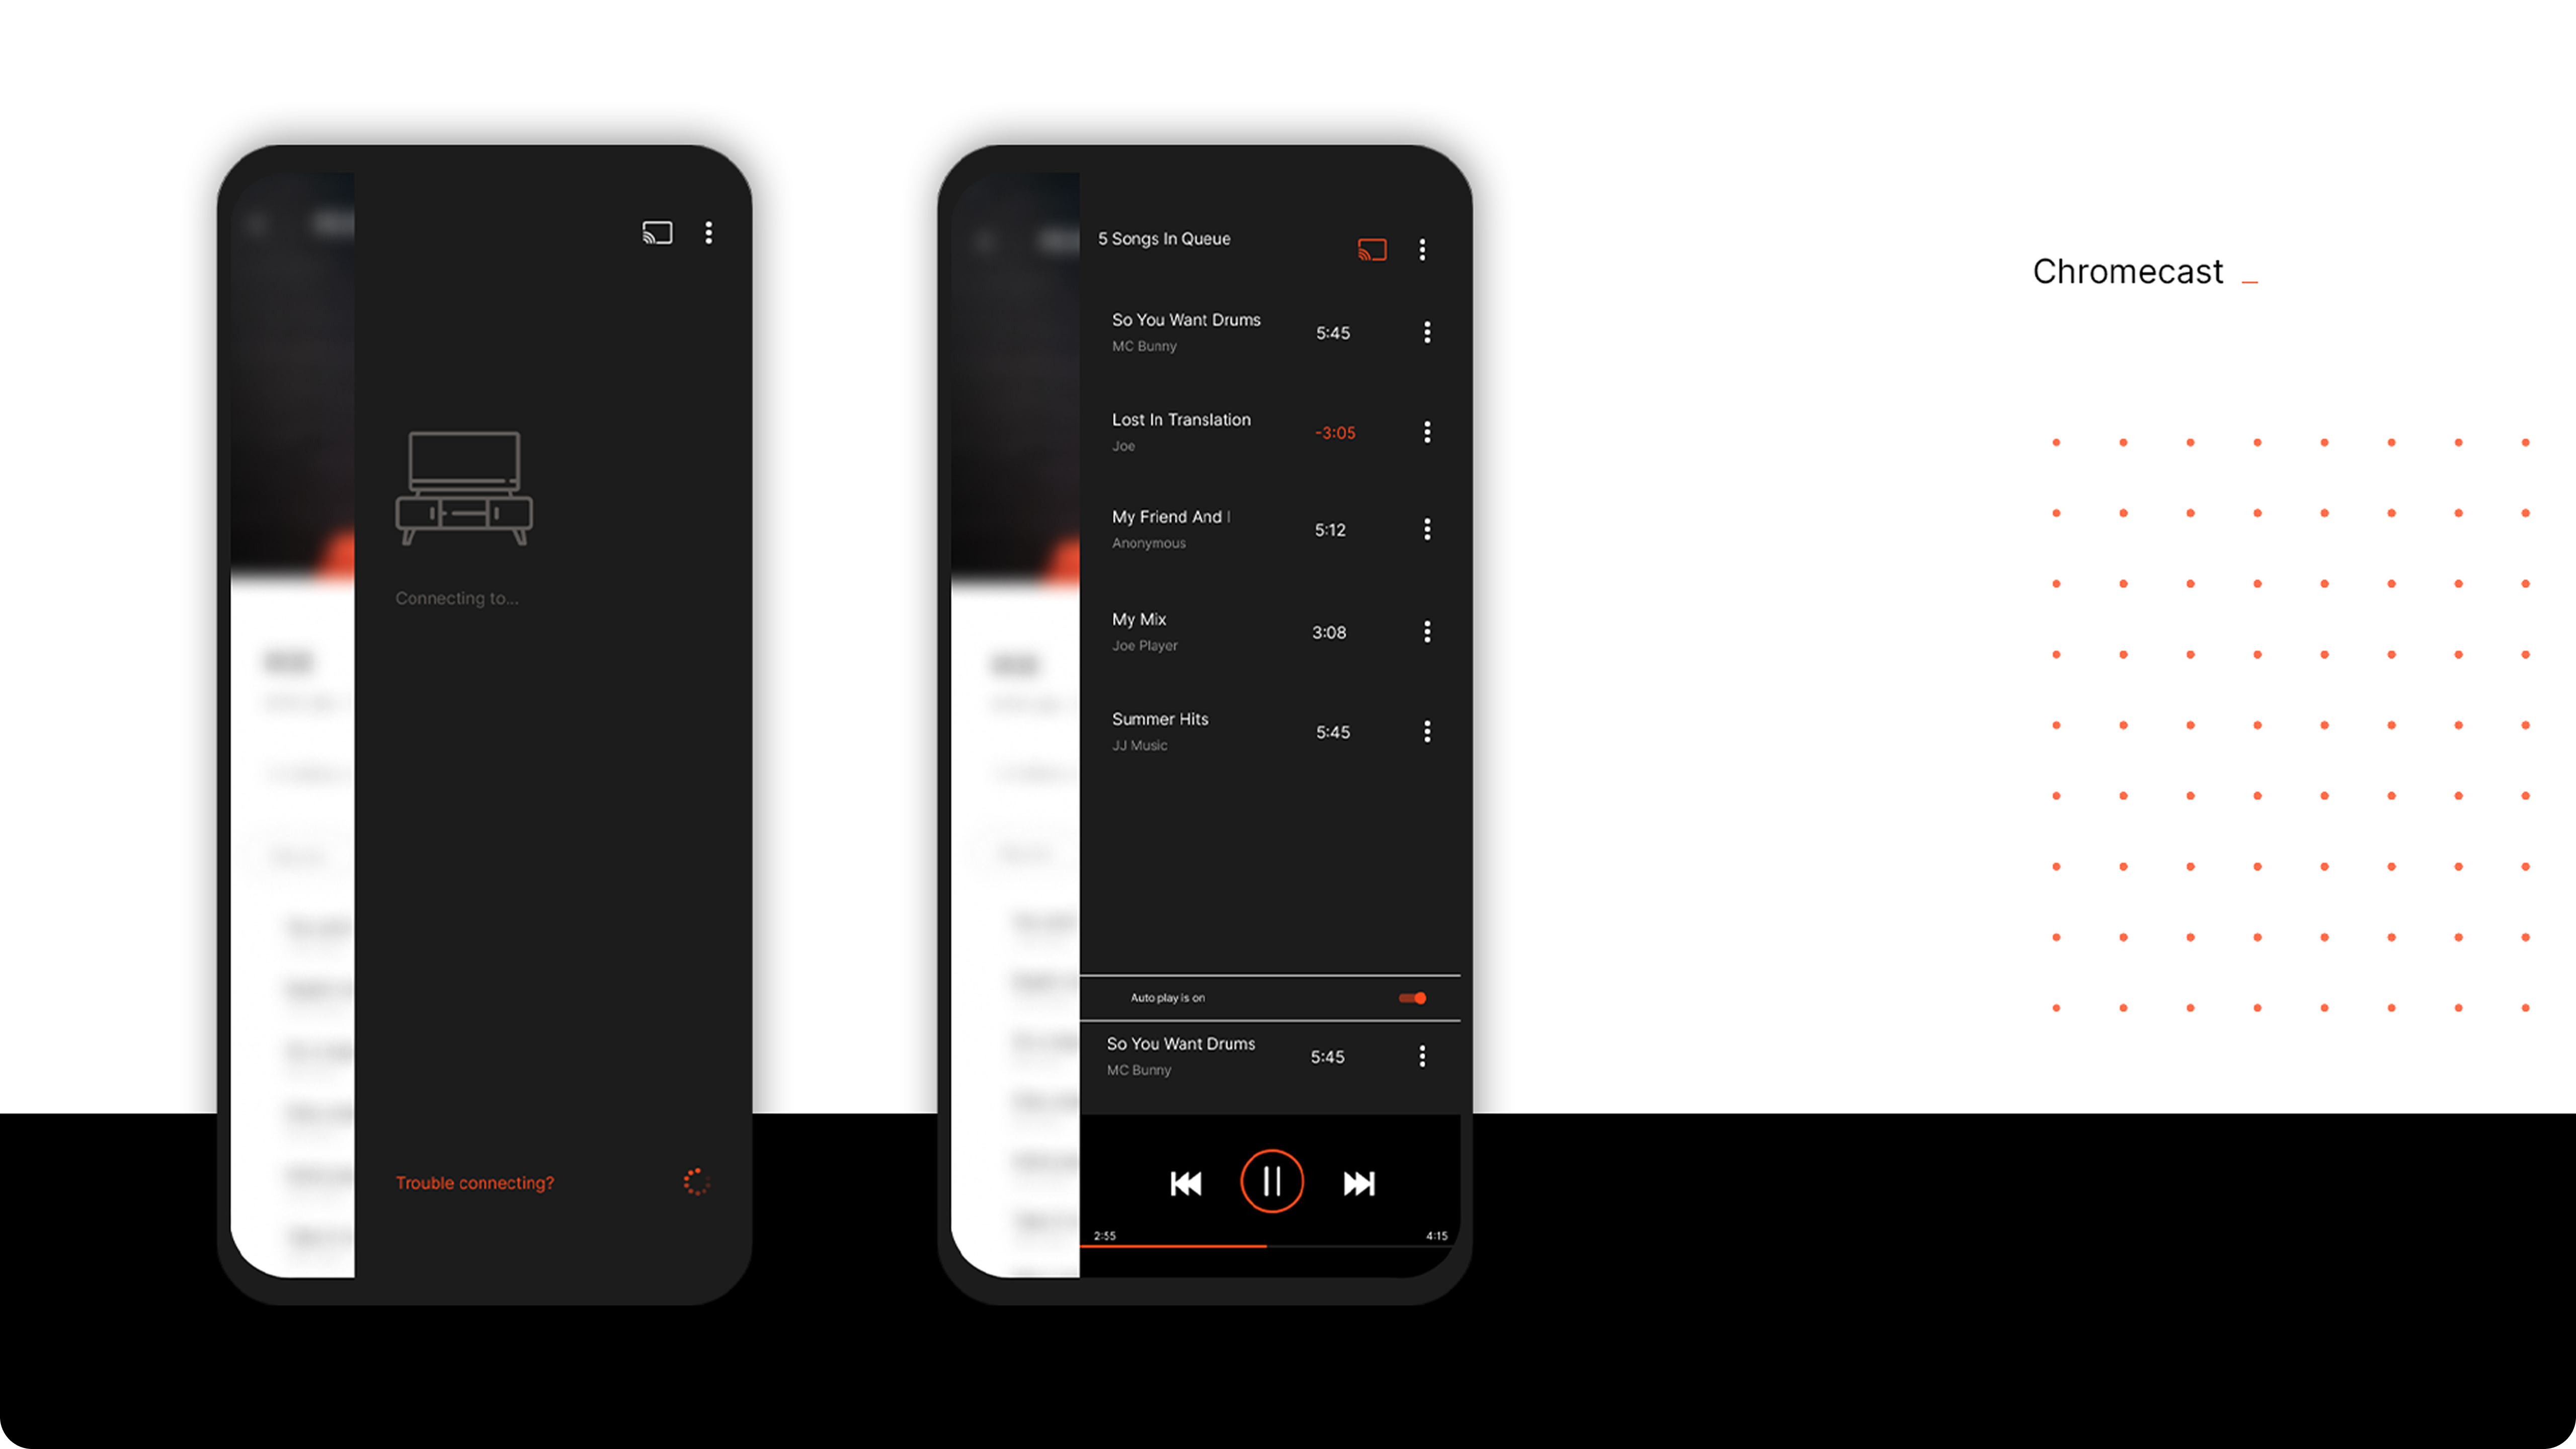 Connecting to...
Trouble connecting?
5 Songs In Queue
So You Want Drums
5:45
MC Bunny
Lost In Translation
-3:05
Joe
My Friend And I
5:12
Anonymous
My Mix
3:08
Joe Player
Summer Hits
5:45
JJ Music
Auto play is on
So You Want Drums
5:45
MC Bunny
2:55
4:15
Chromecast _